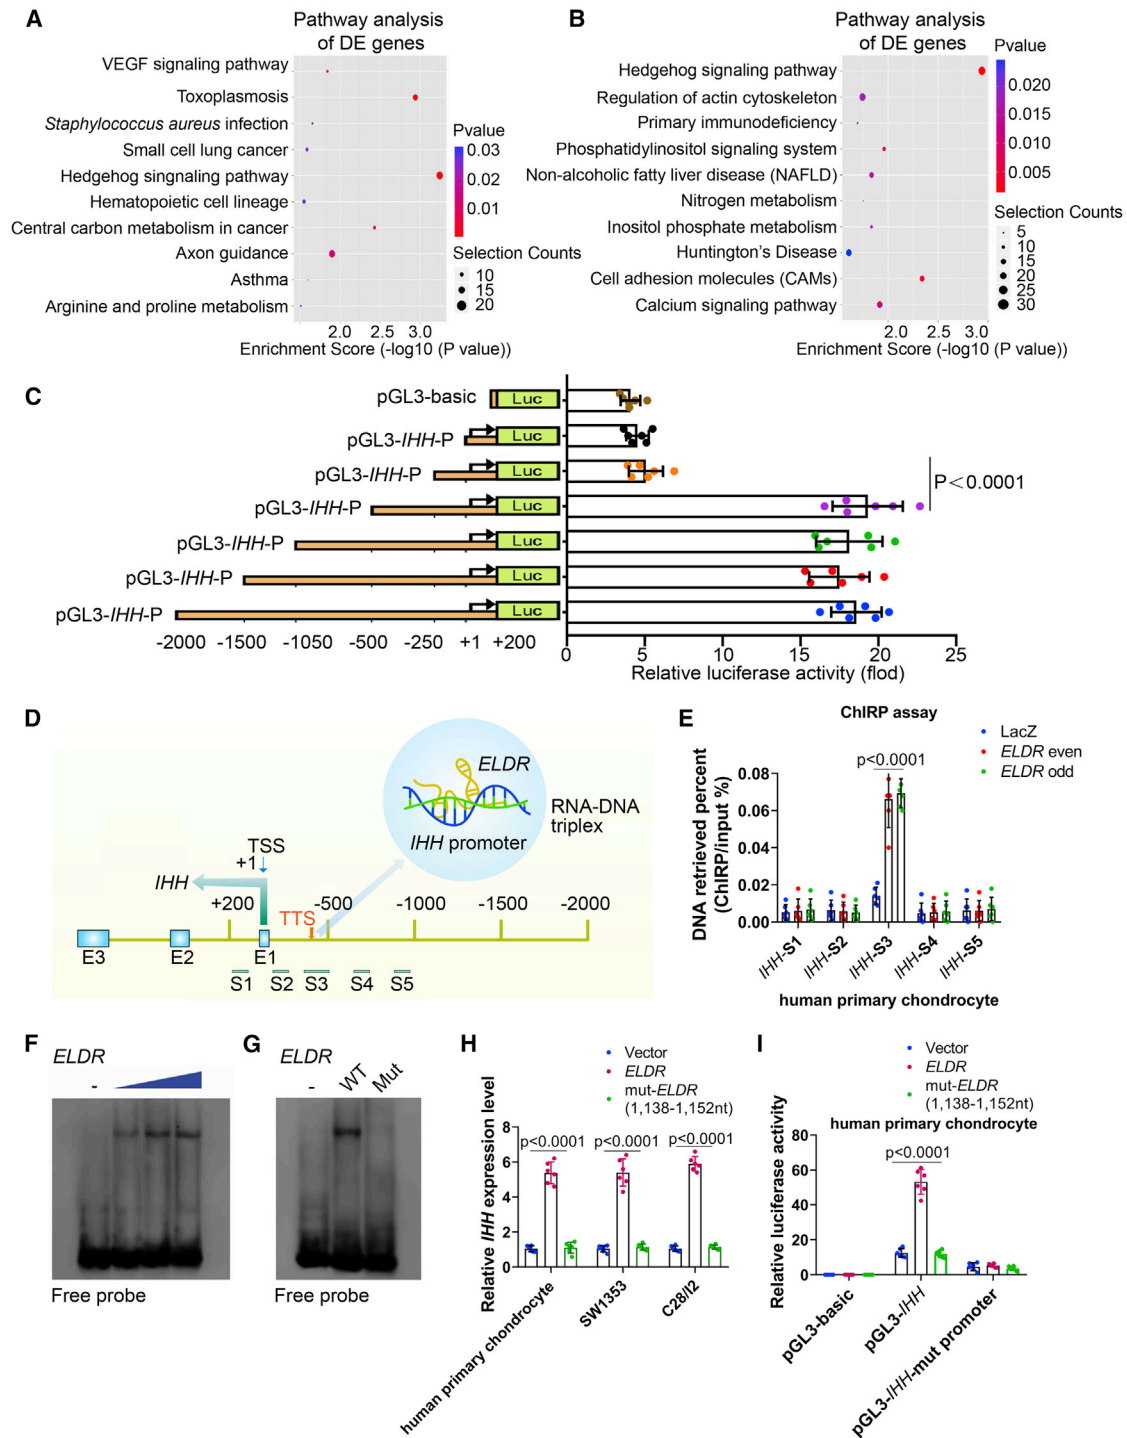 A
Pathway analysis
of DE genes
VEGF signaling pathway
Toxoplasmosis
Staphylococcus aureus infection
Small cell lung cancer
Hedgehog singnaling pathway
Hematopoietic cell lineage
Central carbon metabolism in cancer
Axon guidance
Asthma
Arginine and proline metabolism
2.0 2.5 3.0
Enrichment Score (-log10 (P value))
Pvalue
0.03
0.02
0.01
Selection Counts
10
15
20
B
Pathway analysis
of DE genes
Hedgehog signaling pathway
Regulation of actin cytoskeleton
Primary immunodeficiency
Phosphatidylinositol signaling system
Non-alcoholic fatty liver disease (NAFLD)
Nitrogen metabolism
Inositol phosphate metabolism
Huntington's Disease
Cell adhesion molecules (CAMs)
Calcium signaling pathway
2.0 2.5 3.0
Enrichment Score (-log10 (P value))
Pvalue
0.020
0.015
0.010
0.005
Selection Counts
5
10
15
20
25
30
C
pGL3-basic Luc
pGL3-IHH-P Luc
pGL3-IHH-P Luc
pGL3-IHH-P Luc
pGL3-IHH-P Luc
pGL3-IHH-P Luc
pGL3-IHH-P Luc
-2000 -1500 -1050 -500 -250 +1 +200
P<0.0001
0 5 10 15 20 25
Relative luciferase activity (flod)
D
ELDR
IHH promoter
RNA-DNA
triplex
TSS
+1
IHH
+200 TTS -500 -1000 -1500 -2000
E3 E2 E1
S1 S2 S3 S4 S5
E
ChIRP assay
LacZ
ELDR even
ELDR odd
p<0.0001
DNA retrieved percent
(ChIRP/input %)
0.08
0.06
0.04
0.02
0.00
IHH-S1 IHH-S2 IHH-S3 IHH-S4 IHH-S5
human primary chondrocyte
F
ELDR
-
Free probe
G
ELDR
- WT Mut
Free probe
H
Vector
ELDR
mut-ELDR
(1,138-1,152nt)
Relative IHH expression level
8
6
4
2
0
p<0.0001 p<0.0001 p<0.0001
human primary chondrocyte SW1353 C28/I2
I
Vector
ELDR
mut-ELDR
(1,138-1,152nt)
human primary chondrocyte
Relative luciferase activity
80
60
40
20
0
p<0.0001
pGL3-basic pGL3-IHH pGL3-IHH-mut promoter